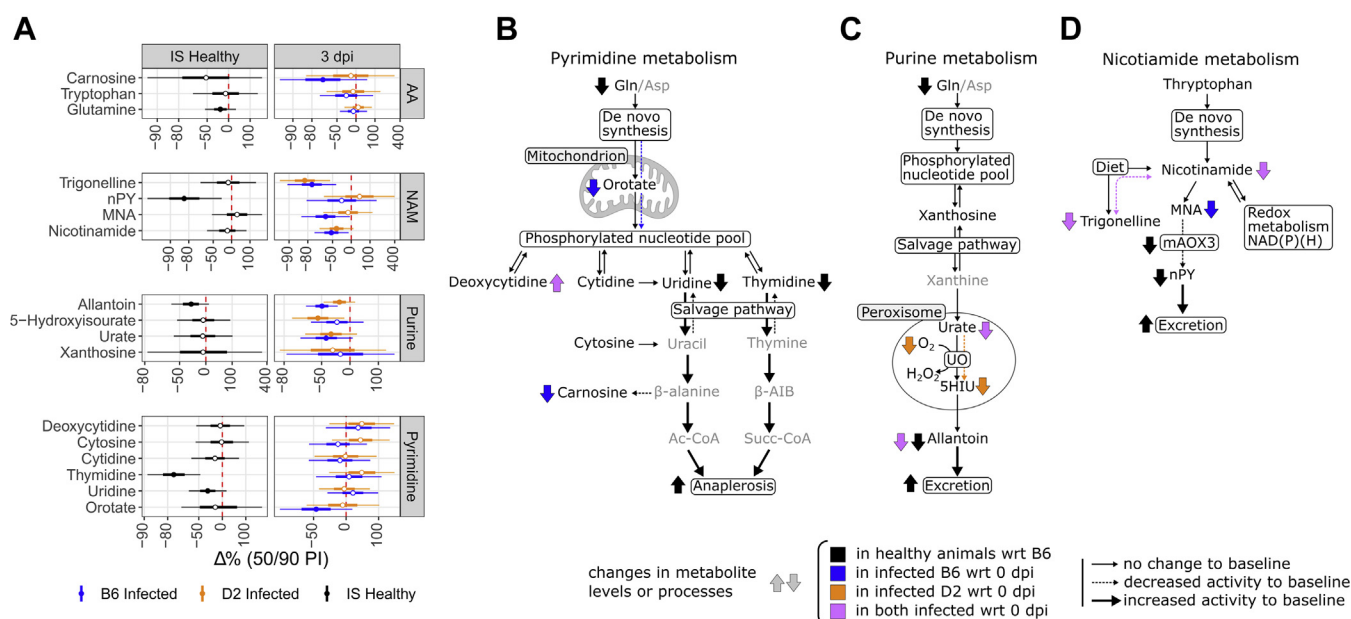 A
IS Healthy
3 dpi
Carnosine
Tryptophan
Glutamine
AA
-90
-50
0
100
-90
-50
0
100
400
Trigonelline
nPY
MNA
Nicotinamide
NAM
-90
-50
0
100
400
-50
0
100
Allantoin
5-Hydroxyisourate
Urate
Xanthosine
Purine
-90
-50
0
100
400
-50
0
100
Deoxycytidine
Cytosine
Cytidine
Thymidine
Uridine
Orotate
Pyrimidine
-90
-50
0
100
-50
0
100
Δ% (50/90 PI)
B6 Infected
D2 Infected
IS Healthy
B
Pyrimidine metabolism
Gln/Asp
De novo
synthesis
Mitochondrion
Orotate
Phosphorylated nucleotide pool
Deoxycytidine
Cytidine
Uridine
Thymidine
Salvage pathway
Cytosine
Uracil
Thymine
Carnosine
β-alanine
β-AIB
Ac-CoA
Succ-CoA
Anaplerosis
C
Purine metabolism
Gln/Asp
De novo
synthesis
Phosphorylated
nucleotide pool
Xanthosine
Salvage pathway
Xanthine
Peroxisome
Urate
O2
UO
H2O2
5HIU
Allantoin
Excretion
D
Nicotiamide metabolism
Thryptophan
De novo
synthesis
Diet
Nicotinamide
Trigonelline
MNA
Redox
metabolism
NAD(P)(H)
mAOX3
nPY
Excretion
changes in metabolite
levels or processes
in healthy animals wrt B6
in infected B6 wrt 0 dpi
in infected D2 wrt 0 dpi
in both infected wrt 0 dpi
no change to baseline
decreased activity to baseline
increased activity to baseline